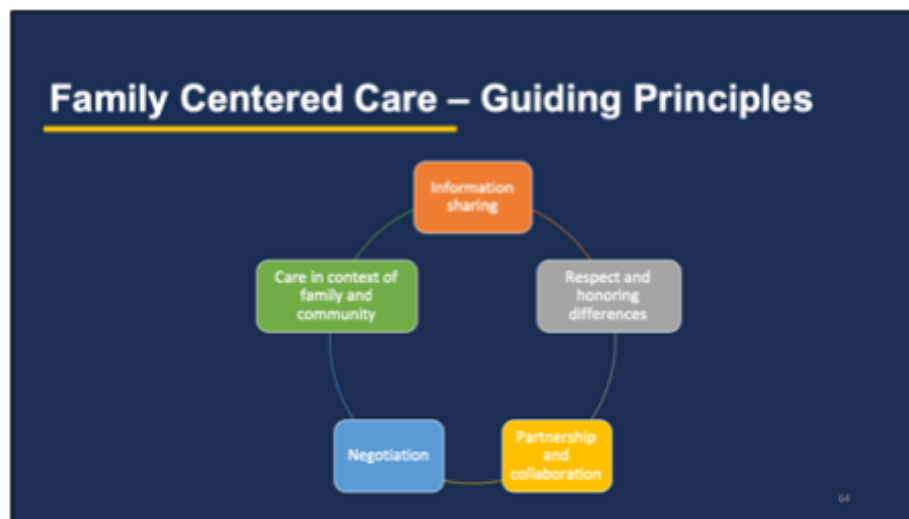 Family Centered Care – Guiding Principles
Information
sharing
Respect and
honoring
differences
Partnership
and
collaboration
Negotiation
Care in context of
family and
community
64